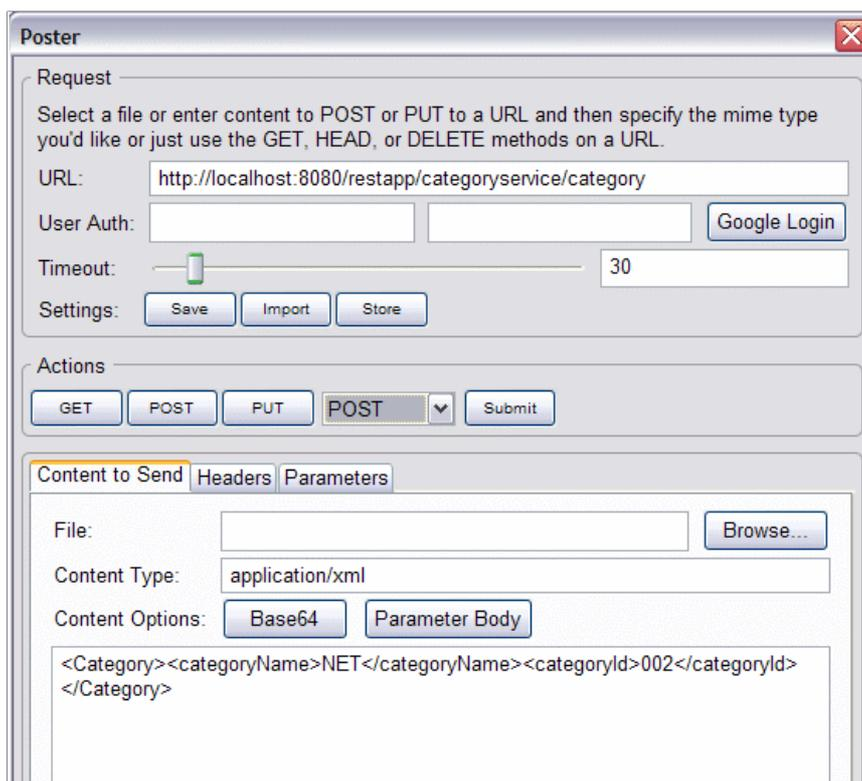 Poster
Request
Select a file or enter content to POST or PUT to a URL and then specify the mime type
you'd like or just use the GET, HEAD, or DELETE methods on a URL.
URL: http://localhost:8080/restapp/categoryservice/category
User Auth: Google Login
Timeout: 30
Settings: Save Import Store
Actions
GET POST PUT POST Submit
Content to Send Headers Parameters
File: Browse...
Content Type: application/xml
Content Options: Base64 Parameter Body
<Category><categoryName>NET</categoryName><categoryId>002</categoryId>
</Category>